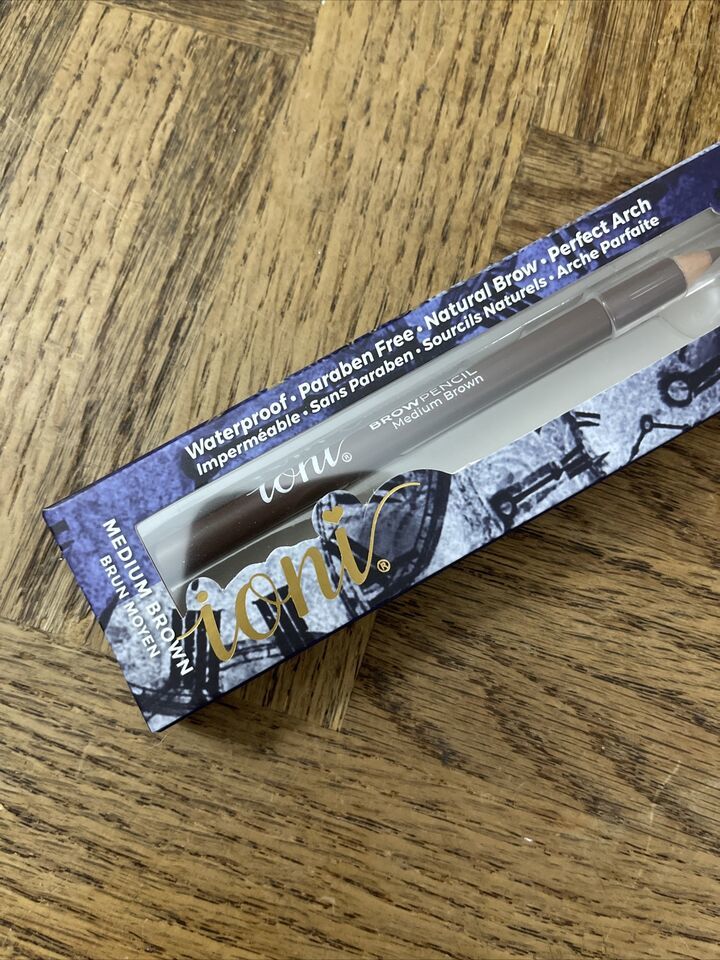 Waterproof • Paraben Free • Natural Brow • Perfect Arch
Imperméable • Sans Paraben • Sourcils Naturels • Arche Parfaite
ioni® BROWPENCIL
Medium Brown
ioni®
MEDIUM BROWN
BRUN MOYEN